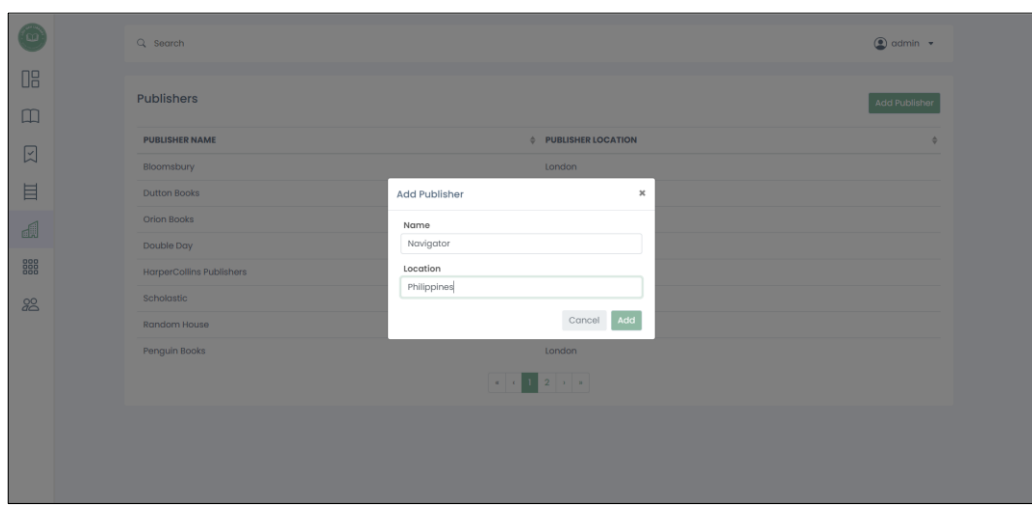 Search
admin
Publishers
Add Publisher
PUBLISHER NAME
PUBLISHER LOCATION
Bloomsbury
London
Dutton Books
Orion Books
Double Day
HarperCollins Publishers
Scholastic
Random House
Penguin Books
London
Add Publisher
×
Name
Navigator
Location
Philippines
Cancel
Add
« ‹ 1 2 › »